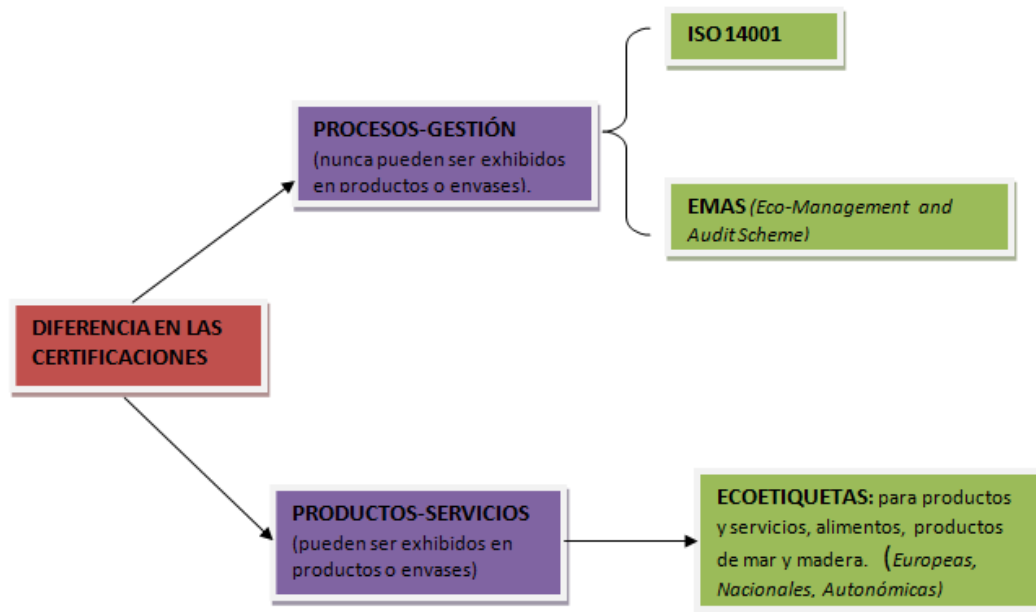 ISO 14001
PROCESOS-GESTIÓN
(nunca pueden ser exhibidos
en productos o envases).
EMAS (Eco-Management and
Audit Scheme)
DIFERENCIA EN LAS
CERTIFICACIONES
PRODUCTOS-SERVICIOS
(pueden ser exhibidos en
productos o envases)
ECOETIQUETAS: para productos
y servicios, alimentos, productos
de mar y madera. (Europeas,
Nacionales, Autonómicas)